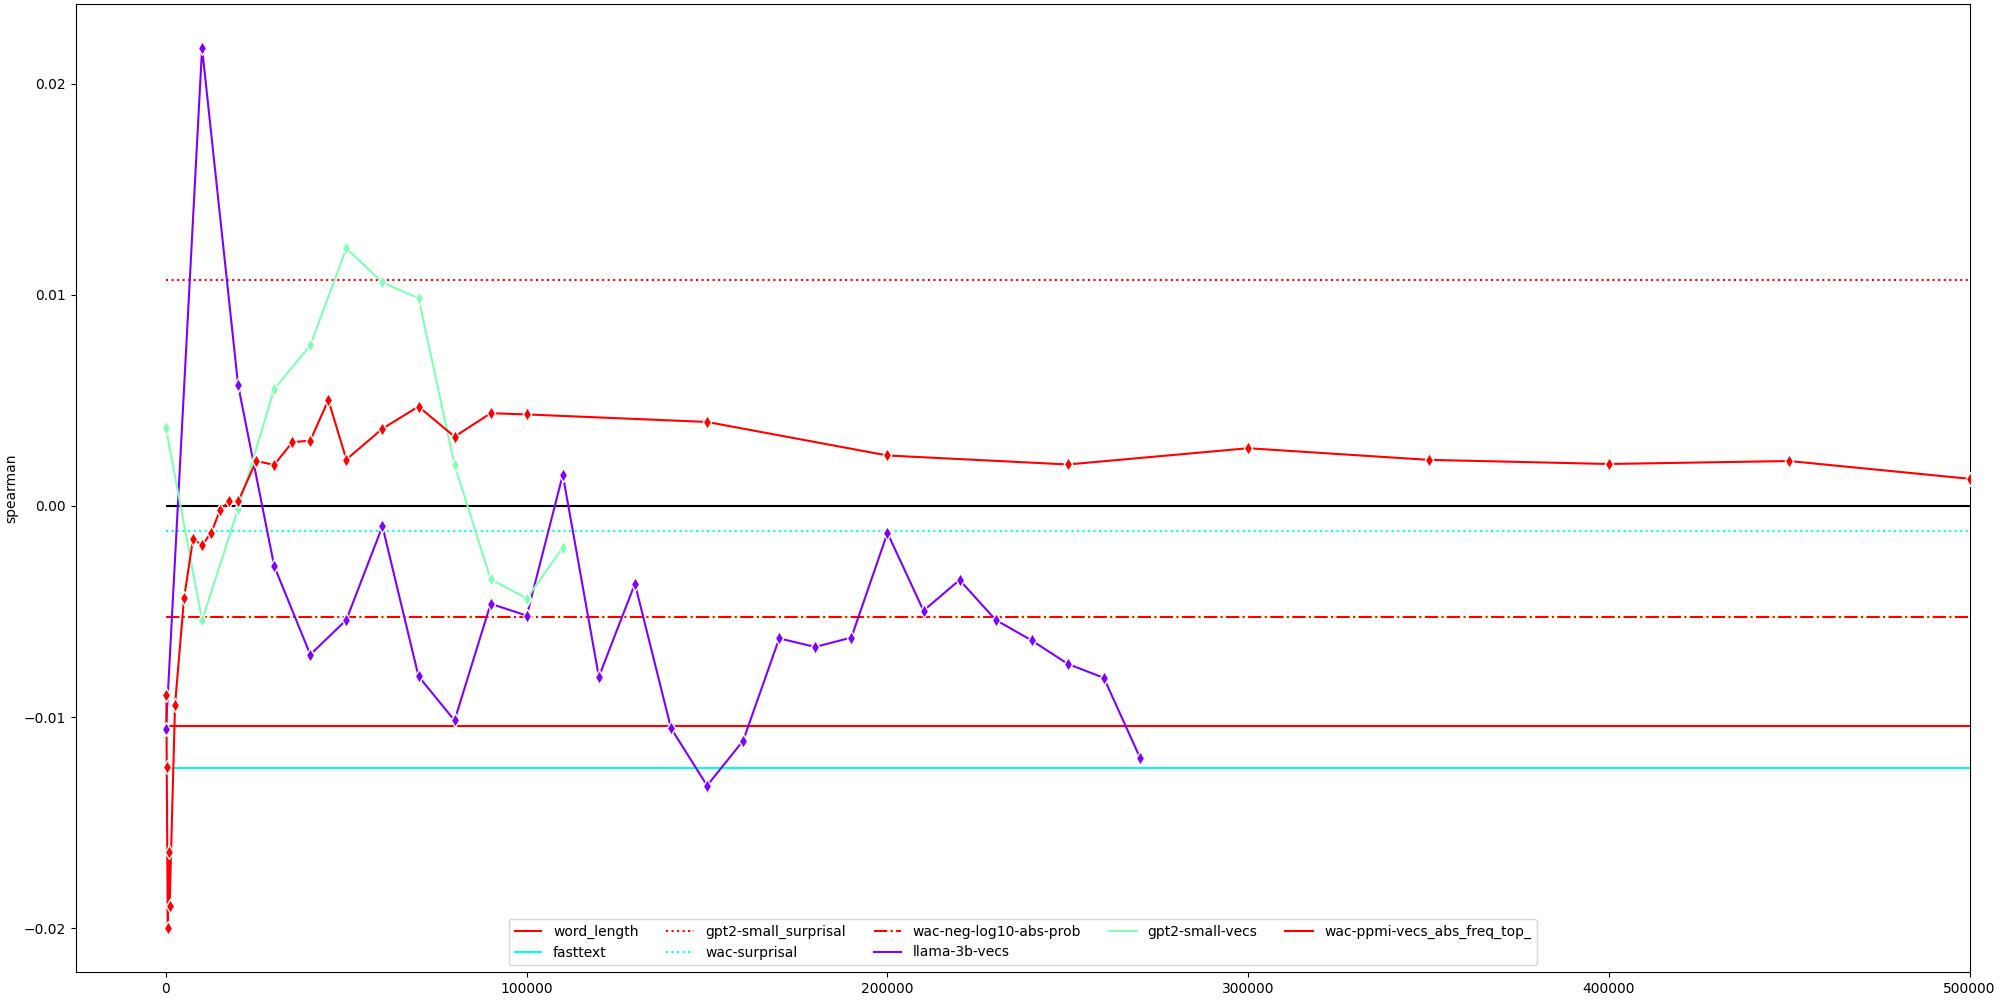 0.02
0.01
0.00
−0.01
−0.02
spearman
word_length gpt2-small_surprisal wac-neg-log10-abs-prob gpt2-small-vecs wac-ppmi-vecs_abs_freq_top_
fasttext wac-surprisal llama-3b-vecs
0 100000 200000 300000 400000 500000